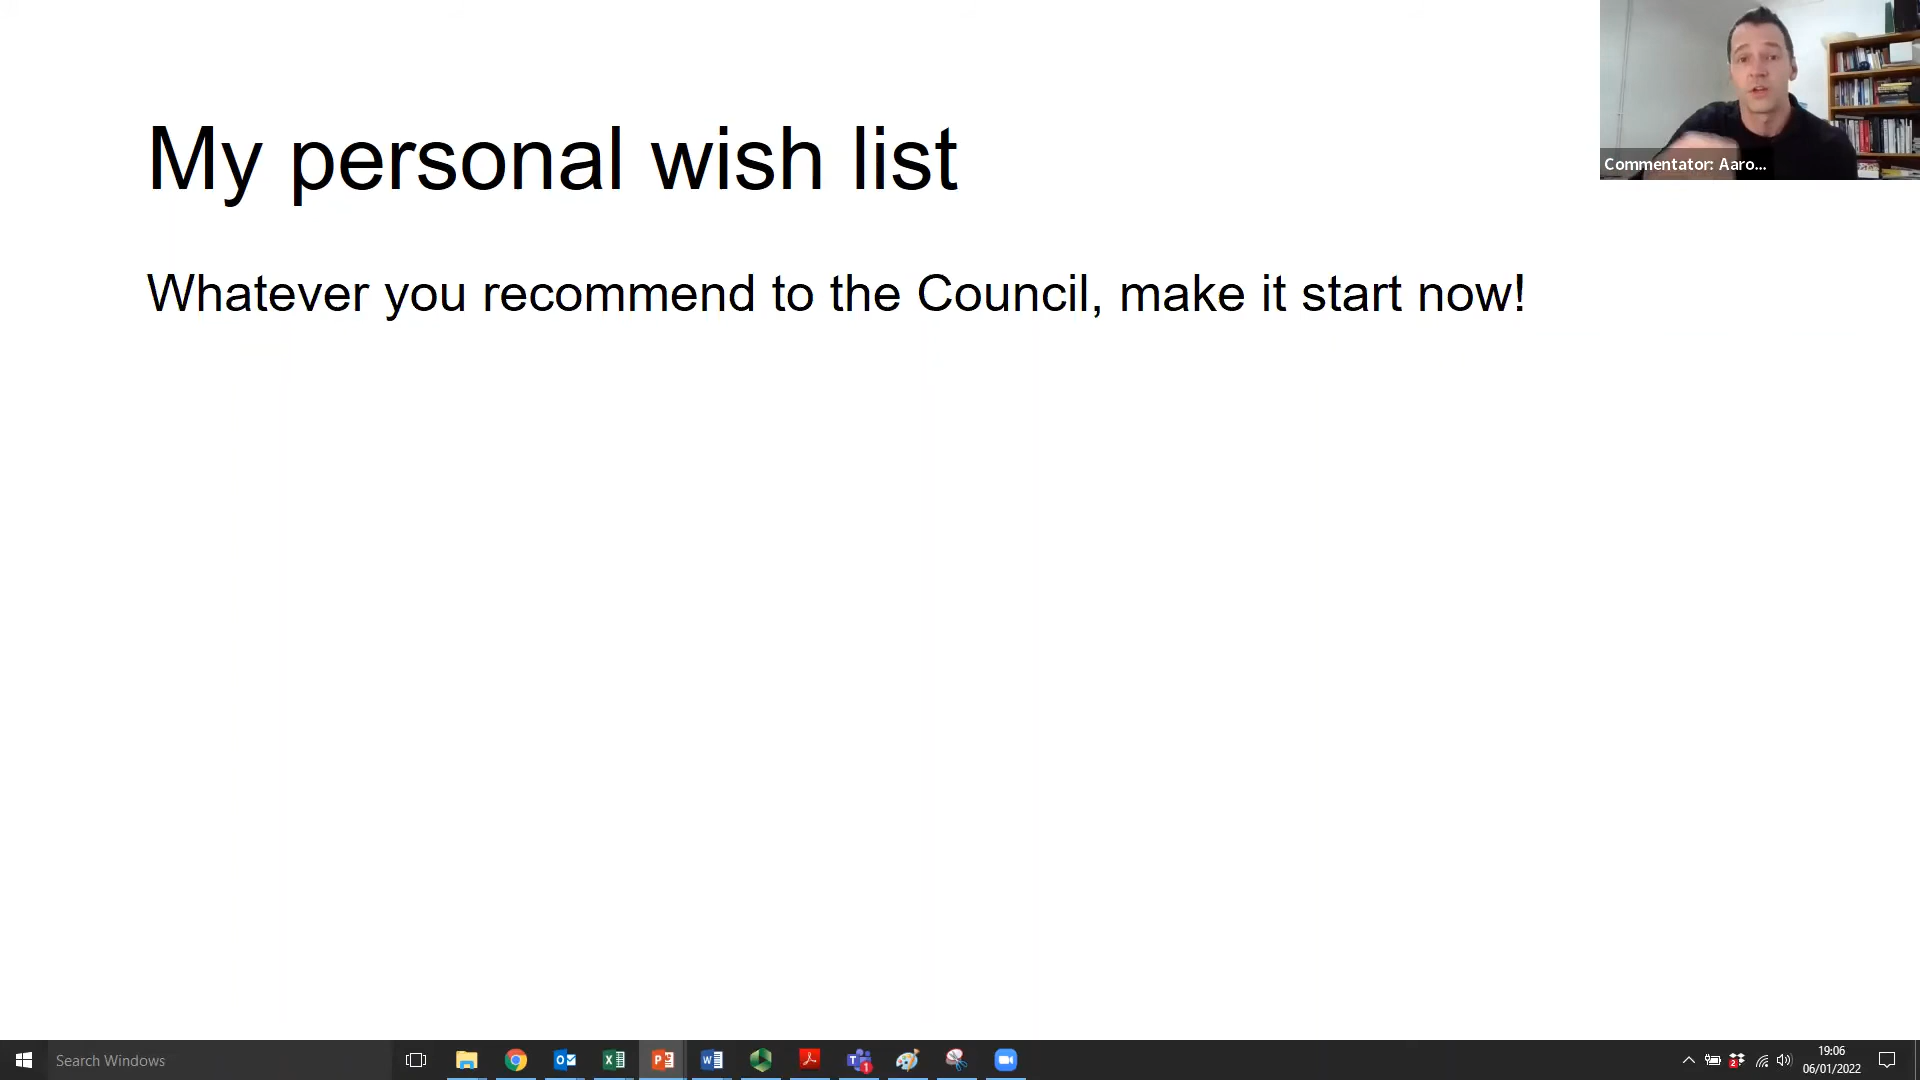 My personal wish list
Commentator: Aaro...
Whatever you recommend to the Council, make it start now!
Search Windows
19:06
06/01/2022